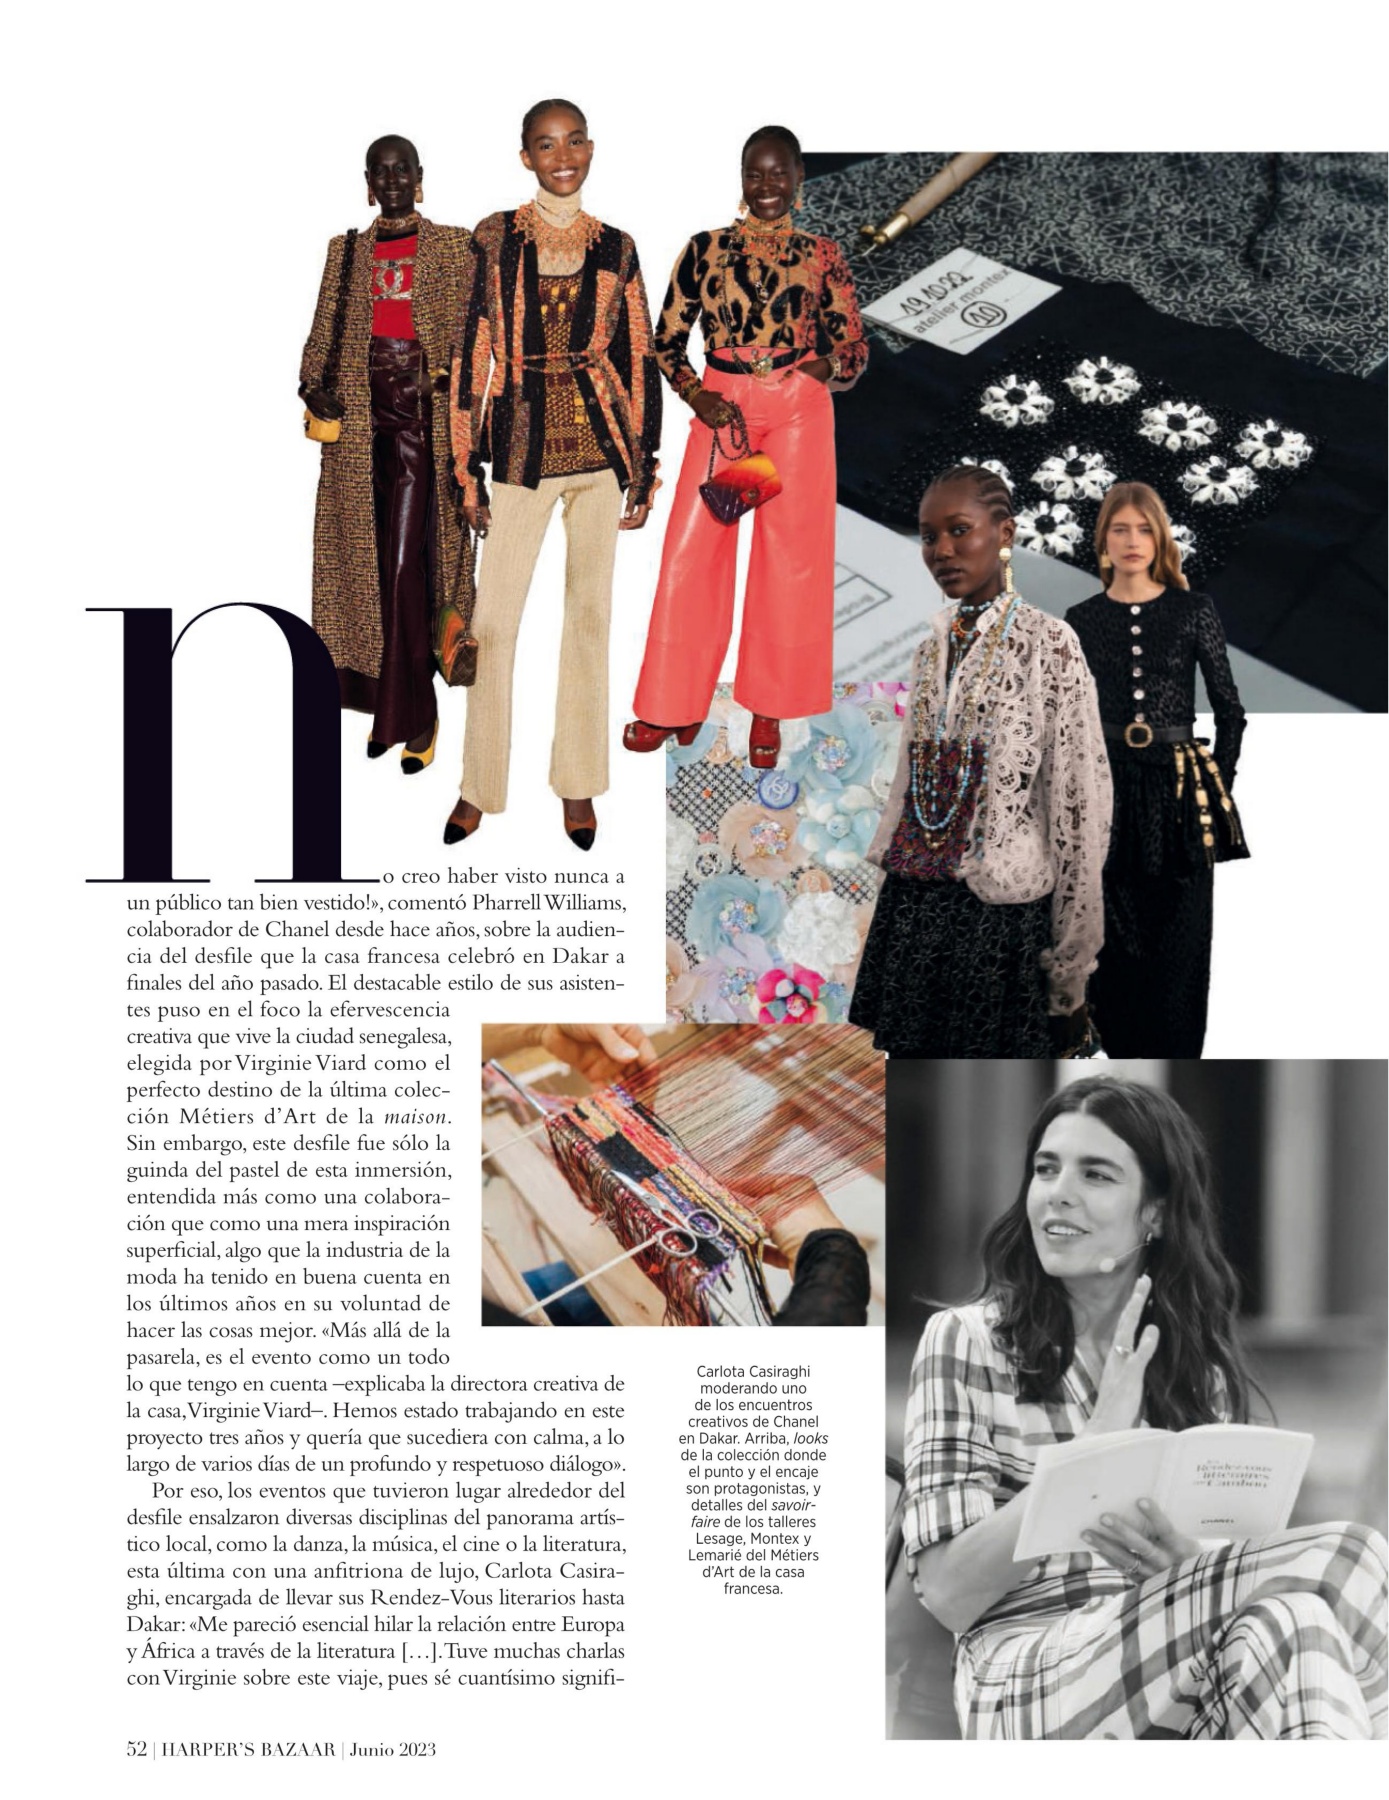 19.10.22
atelier montex
40
No creo haber visto nunca a
un público tan bien vestido!», comentó Pharrell Williams,
colaborador de Chanel desde hace años, sobre la audien-
cia del desfile que la casa francesa celebró en Dakar a
finales del año pasado. El destacable estilo de sus asisten-
tes puso en el foco la efervescencia
creativa que vive la ciudad senegalesa,
elegida por Virginie Viard como el
perfecto destino de la última colec-
ción Métiers d’Art de la maison.
Sin embargo, este desfile fue sólo la
guinda del pastel de esta inmersión,
entendida más como una colabora-
ción que como una mera inspiración
superficial, algo que la industria de la
moda ha tenido en buena cuenta en
los últimos años en su voluntad de
hacer las cosas mejor. «Más allá de la
pasarela, es el evento como un todo
lo que tengo en cuenta –explicaba la directora creativa de
la casa, Virginie Viard–. Hemos estado trabajando en este
proyecto tres años y quería que sucediera con calma, a lo
largo de varios días de un profundo y respetuoso diálogo».
Por eso, los eventos que tuvieron lugar alrededor del
desfile ensalzaron diversas disciplinas del panorama artís-
tico local, como la danza, la música, el cine o la literatura,
esta última con una anfitriona de lujo, Carlota Casira-
ghi, encargada de llevar sus Rendez-Vous literarios hasta
Dakar: «Me pareció esencial hilar la relación entre Europa
y África a través de la literatura […]. Tuve muchas charlas
con Virginie sobre este viaje, pues sé cuantísimo signifi-
Carlota Casiraghi
moderando uno
de los encuentros
creativos de Chanel
en Dakar. Arriba, looks
de la colección donde
el punto y el encaje
son protagonistas, y
detalles del savoir-
faire de los talleres
Lesage, Montex y
Lemarié del Métiers
d’Art de la casa
francesa.
Rendez-vous
littéraires
Cambon
CHANEL
52 | HARPER’S BAZAAR | Junio 2023